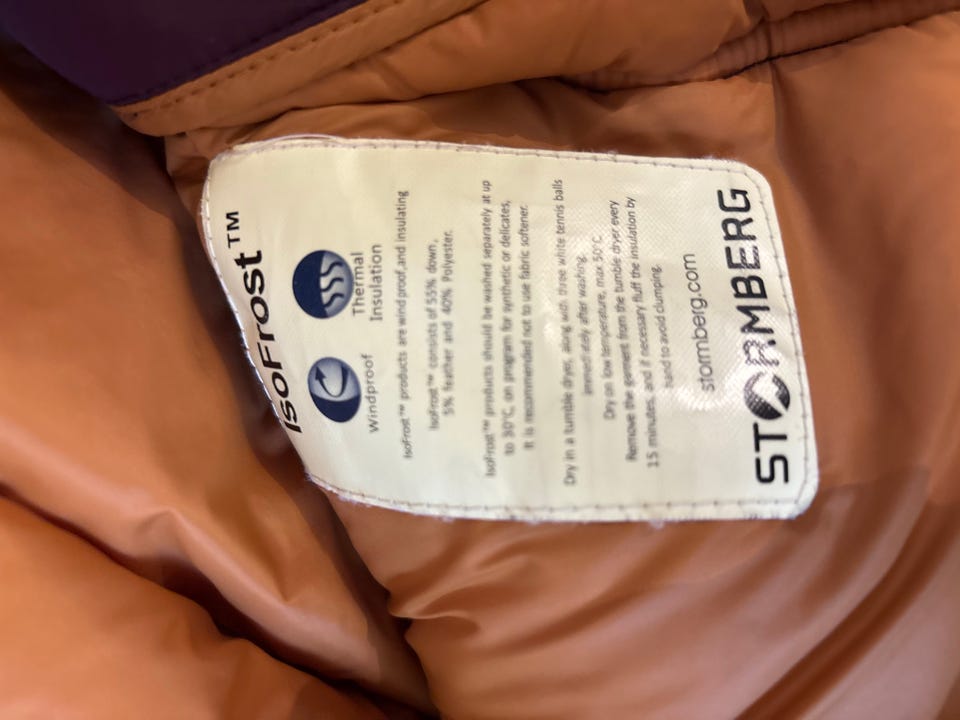 IsoFrost™
Windproof
Thermal
Insulation
IsoFrost™ products are windproof, and insulating
IsoFrost™ consists of 55% down,
5% feather and 40% Polyester.
IsoFrost™ products should be washed separately at up
to 30°C, on program for synthetic or delicates,
It is recommended not to use fabric softener.
Dry in a tumble dryer, along with three white tennis balls
immediately after washing.
Dry on low temperature, max 50°C.
Remove the garment from the tumble dryer every
15 minutes, and if necessary fluff the insulation by
hand to avoid clumping.
stormberg.com
STORMBERG